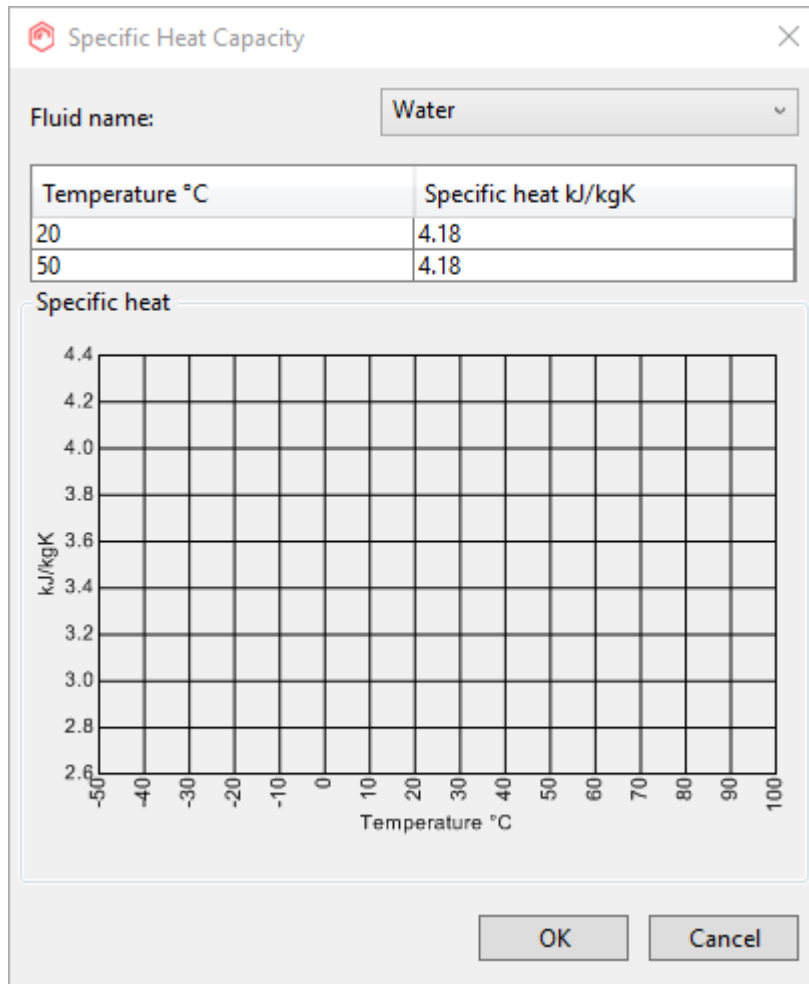 Specific Heat Capacity
Fluid name:
Water
Temperature °C Specific heat kJ/kgK
20 4.18
50 4.18
Specific heat
4.4
4.2
4.0
3.8
3.6
3.4
3.2
3.0
2.8
2.6
kJ/kgK
-50 -40 -30 -20 -10 0 10 20 30 40 50 60 70 80 90 100
Temperature °C
OK Cancel